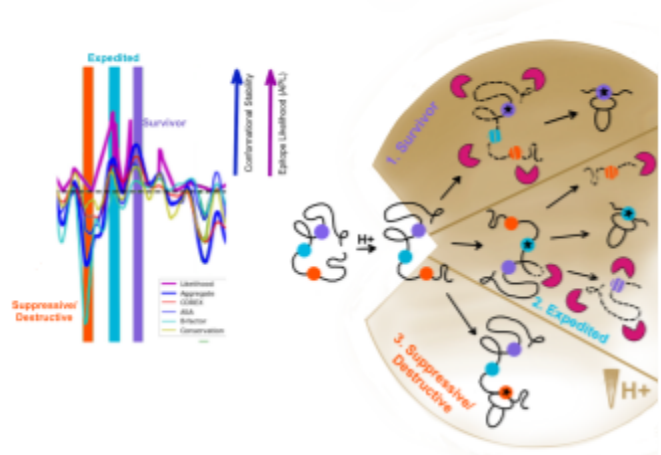 Expedited
Survivor
Conformational Stability
Epitope Likelihood (APL)
Suppressive/
Destructive
Likelihood
Aggregate
COREX
ASA
B-factor
Conservation
H+
1. Survivor
2. Expedited
3. Suppressive/
Destructive
H+